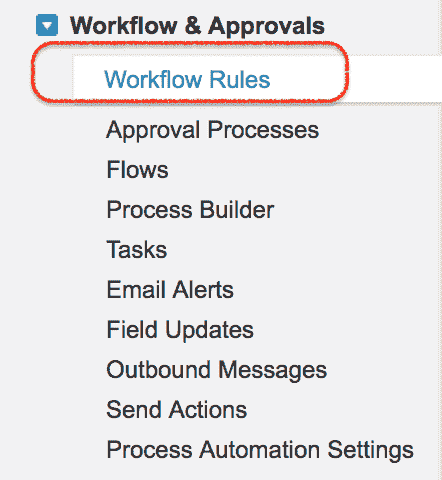 Workflow & Approvals
Workflow Rules
Approval Processes
Flows
Process Builder
Tasks
Email Alerts
Field Updates
Outbound Messages
Send Actions
Process Automation Settings